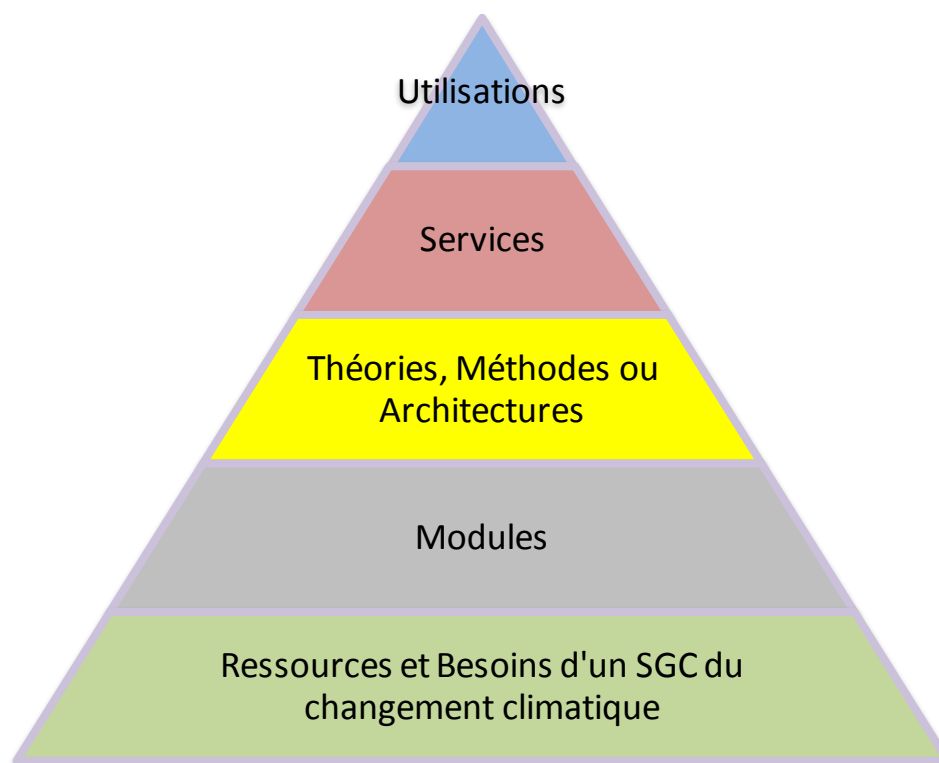 Utilisations
Services
Théories, Méthodes ou
Architectures
Modules
Ressources et Besoins d'un SGC du
changement climatique